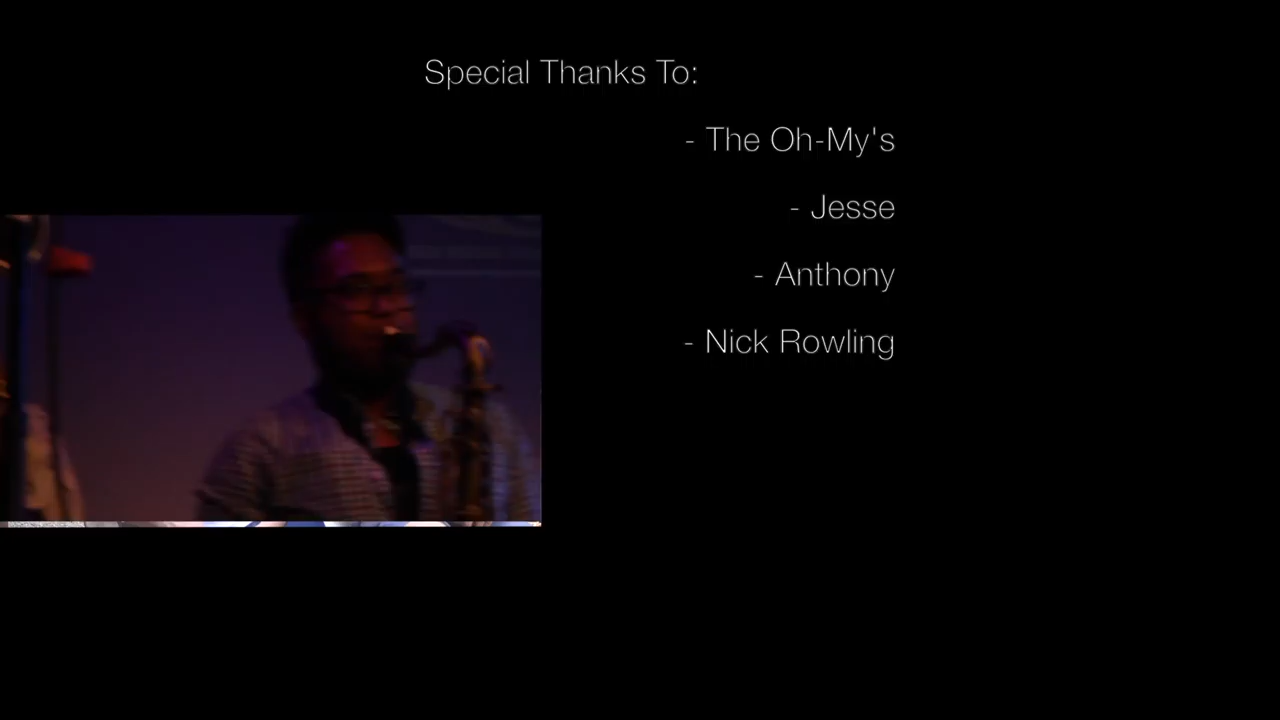 Special Thanks To:
- The Oh-My's
- Jesse
- Anthony
- Nick Rowling